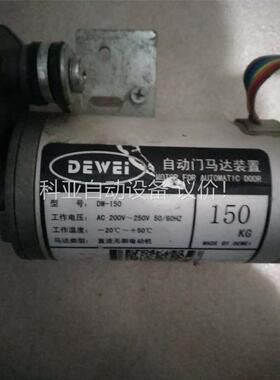 DEWEi
自动门马达装置
MOTOR FOR AUTOMATIC DOOR
科亚自动设备 议价!
型 号: DW-150
工作电压: AC 200V-250V 50/60HZ
工作温度: -20℃~+50℃
马达类型: 直流无刷电动机
150
KG
MADE BY DEWEI